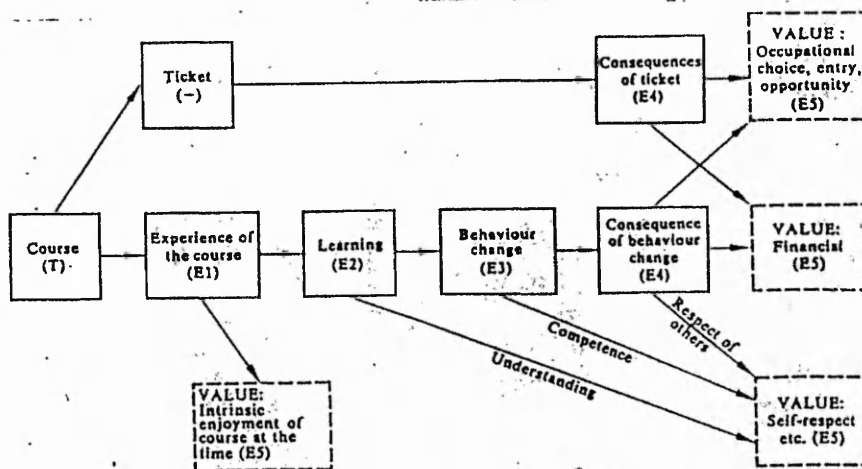 Ticket
(–)
Consequences
of ticket
(E4)
VALUE :
Occupational
choice, entry,
opportunity
(E5)
Course
(T)
Experience of
the course
(E1)
Learning
(E2)
Behaviour
change
(E3)
Consequence
of behaviour
change
(E4)
VALUE:
Financial
(E5)
Respect of
others
Competence
Understanding
VALUE:
Intrinsic
enjoyment of
course at the
time (E5)
VALUE:
Self-respect
etc. (E5)